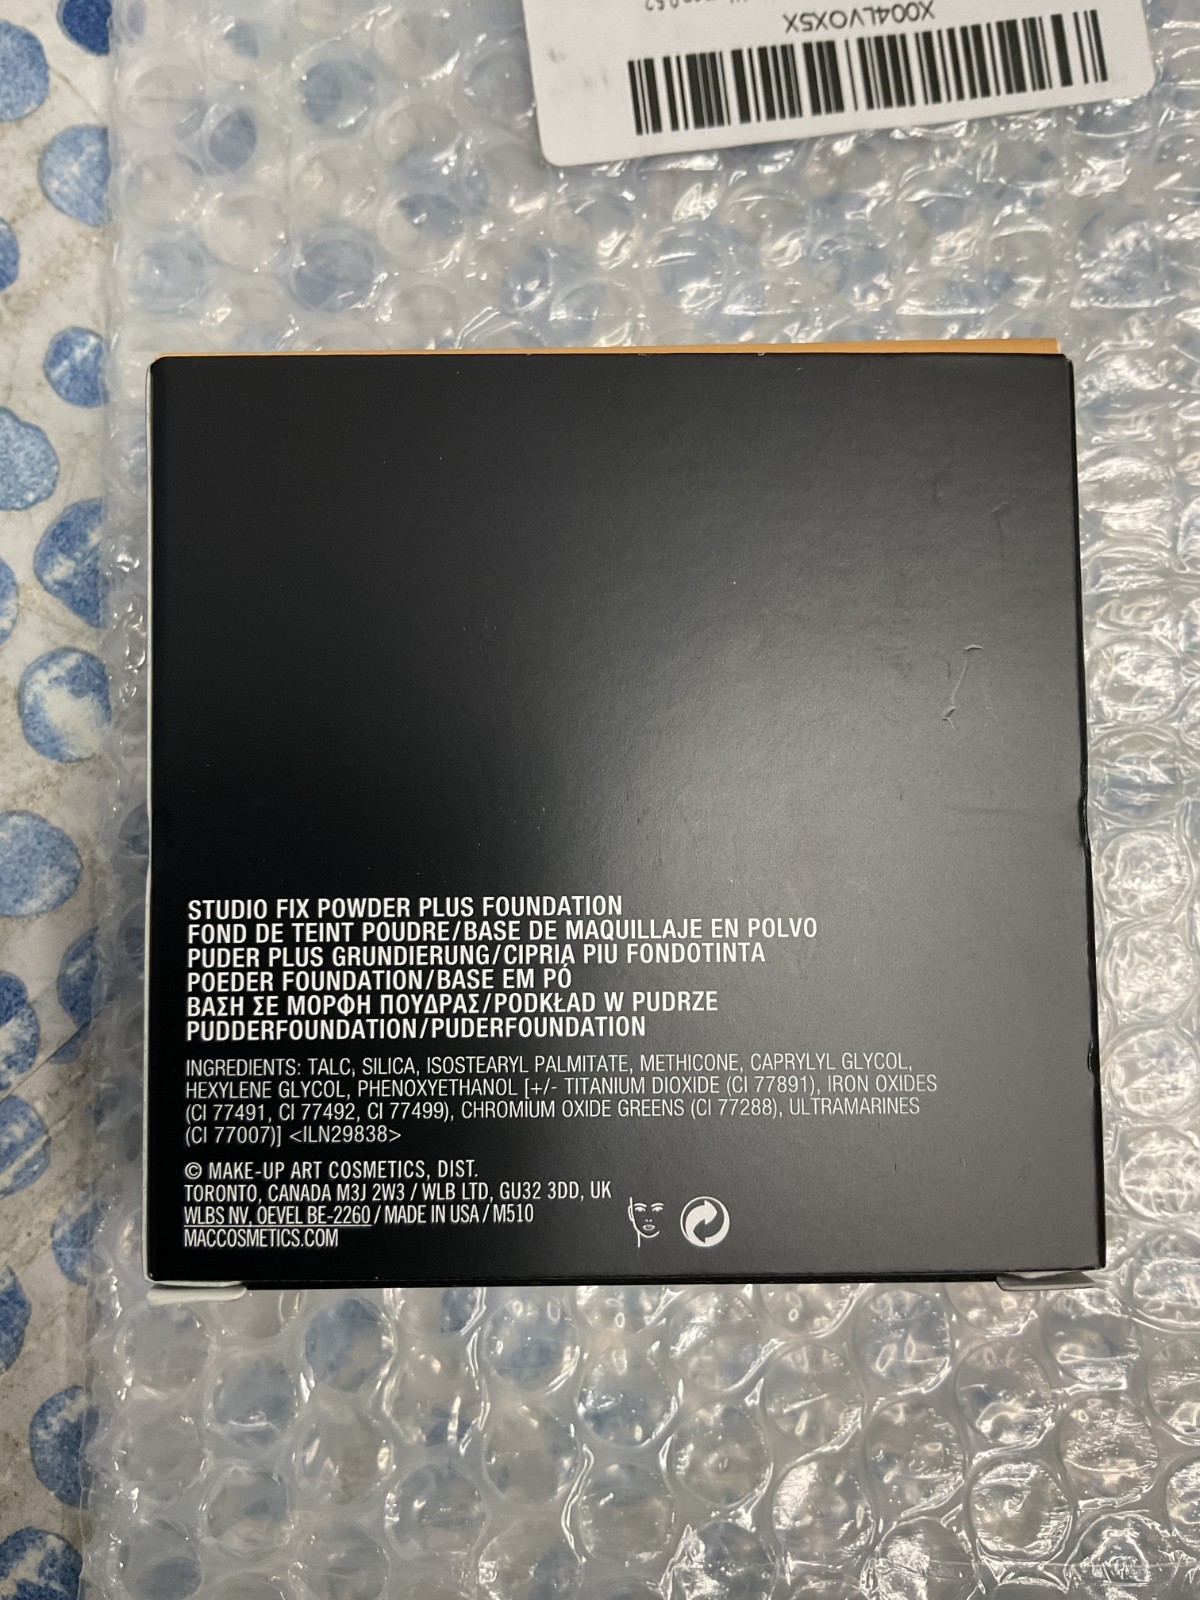 X004LVOX5X
STUDIO FIX POWDER PLUS FOUNDATION
FOND DE TEINT POUDRE/BASE DE MAQUILLAJE EN POLVO
PUDER PLUS GRUNDIERUNG/CIPRIA PIU FONDOTINTA
POEDER FOUNDATION/BASE EM PÓ
ΒΑΣΗ ΣΕ ΜΟΡΦΗ ΠΟΥΔΡΑΣ/PODKŁAD W PUDRZE
PUDDERFOUNDATION/PUDERFOUNDATION
INGREDIENTS: TALC, SILICA, ISOSTEARYL PALMITATE, METHICONE, CAPRYLYL GLYCOL,
HEXYLENE GLYCOL, PHENOXYETHANOL [+/- TITANIUM DIOXIDE (CI 77891), IRON OXIDES
(CI 77491, CI 77492, CI 77499), CHROMIUM OXIDE GREENS (CI 77288), ULTRAMARINES
(CI 77007)] <ILN29838>
© MAKE-UP ART COSMETICS, DIST.
TORONTO, CANADA M3J 2W3 / WLB LTD, GU32 3DD, UK
WLBS NV, OEVEL BE-2260 / MADE IN USA / M510
MACCOSMETICS.COM